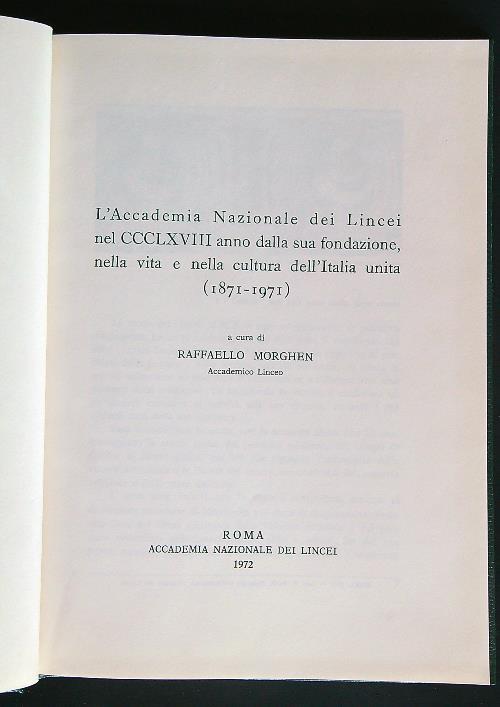 L'Accademia Nazionale dei Lincei
nel CCCLXVIII anno dalla sua fondazione,
nella vita e nella cultura dell'Italia unita
(1871-1971)
a cura di
RAFFAELLO MORGHEN
Accademico Linceo
ROMA
ACCADEMIA NAZIONALE DEI LINCEI
1972